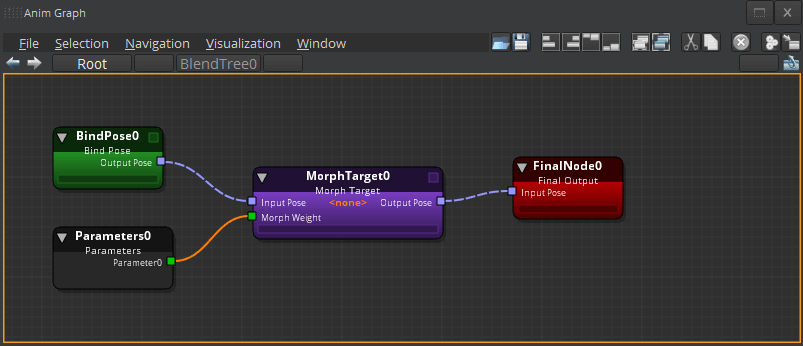 Anim Graph
File Selection Navigation Visualization Window
Root BlendTree0
BindPose0
Bind Pose
Output Pose
MorphTarget0
Morph Target
Input Pose <none> Output Pose
Morph Weight
FinalNode0
Final Output
Input Pose
Parameters0
Parameters
Parameter0